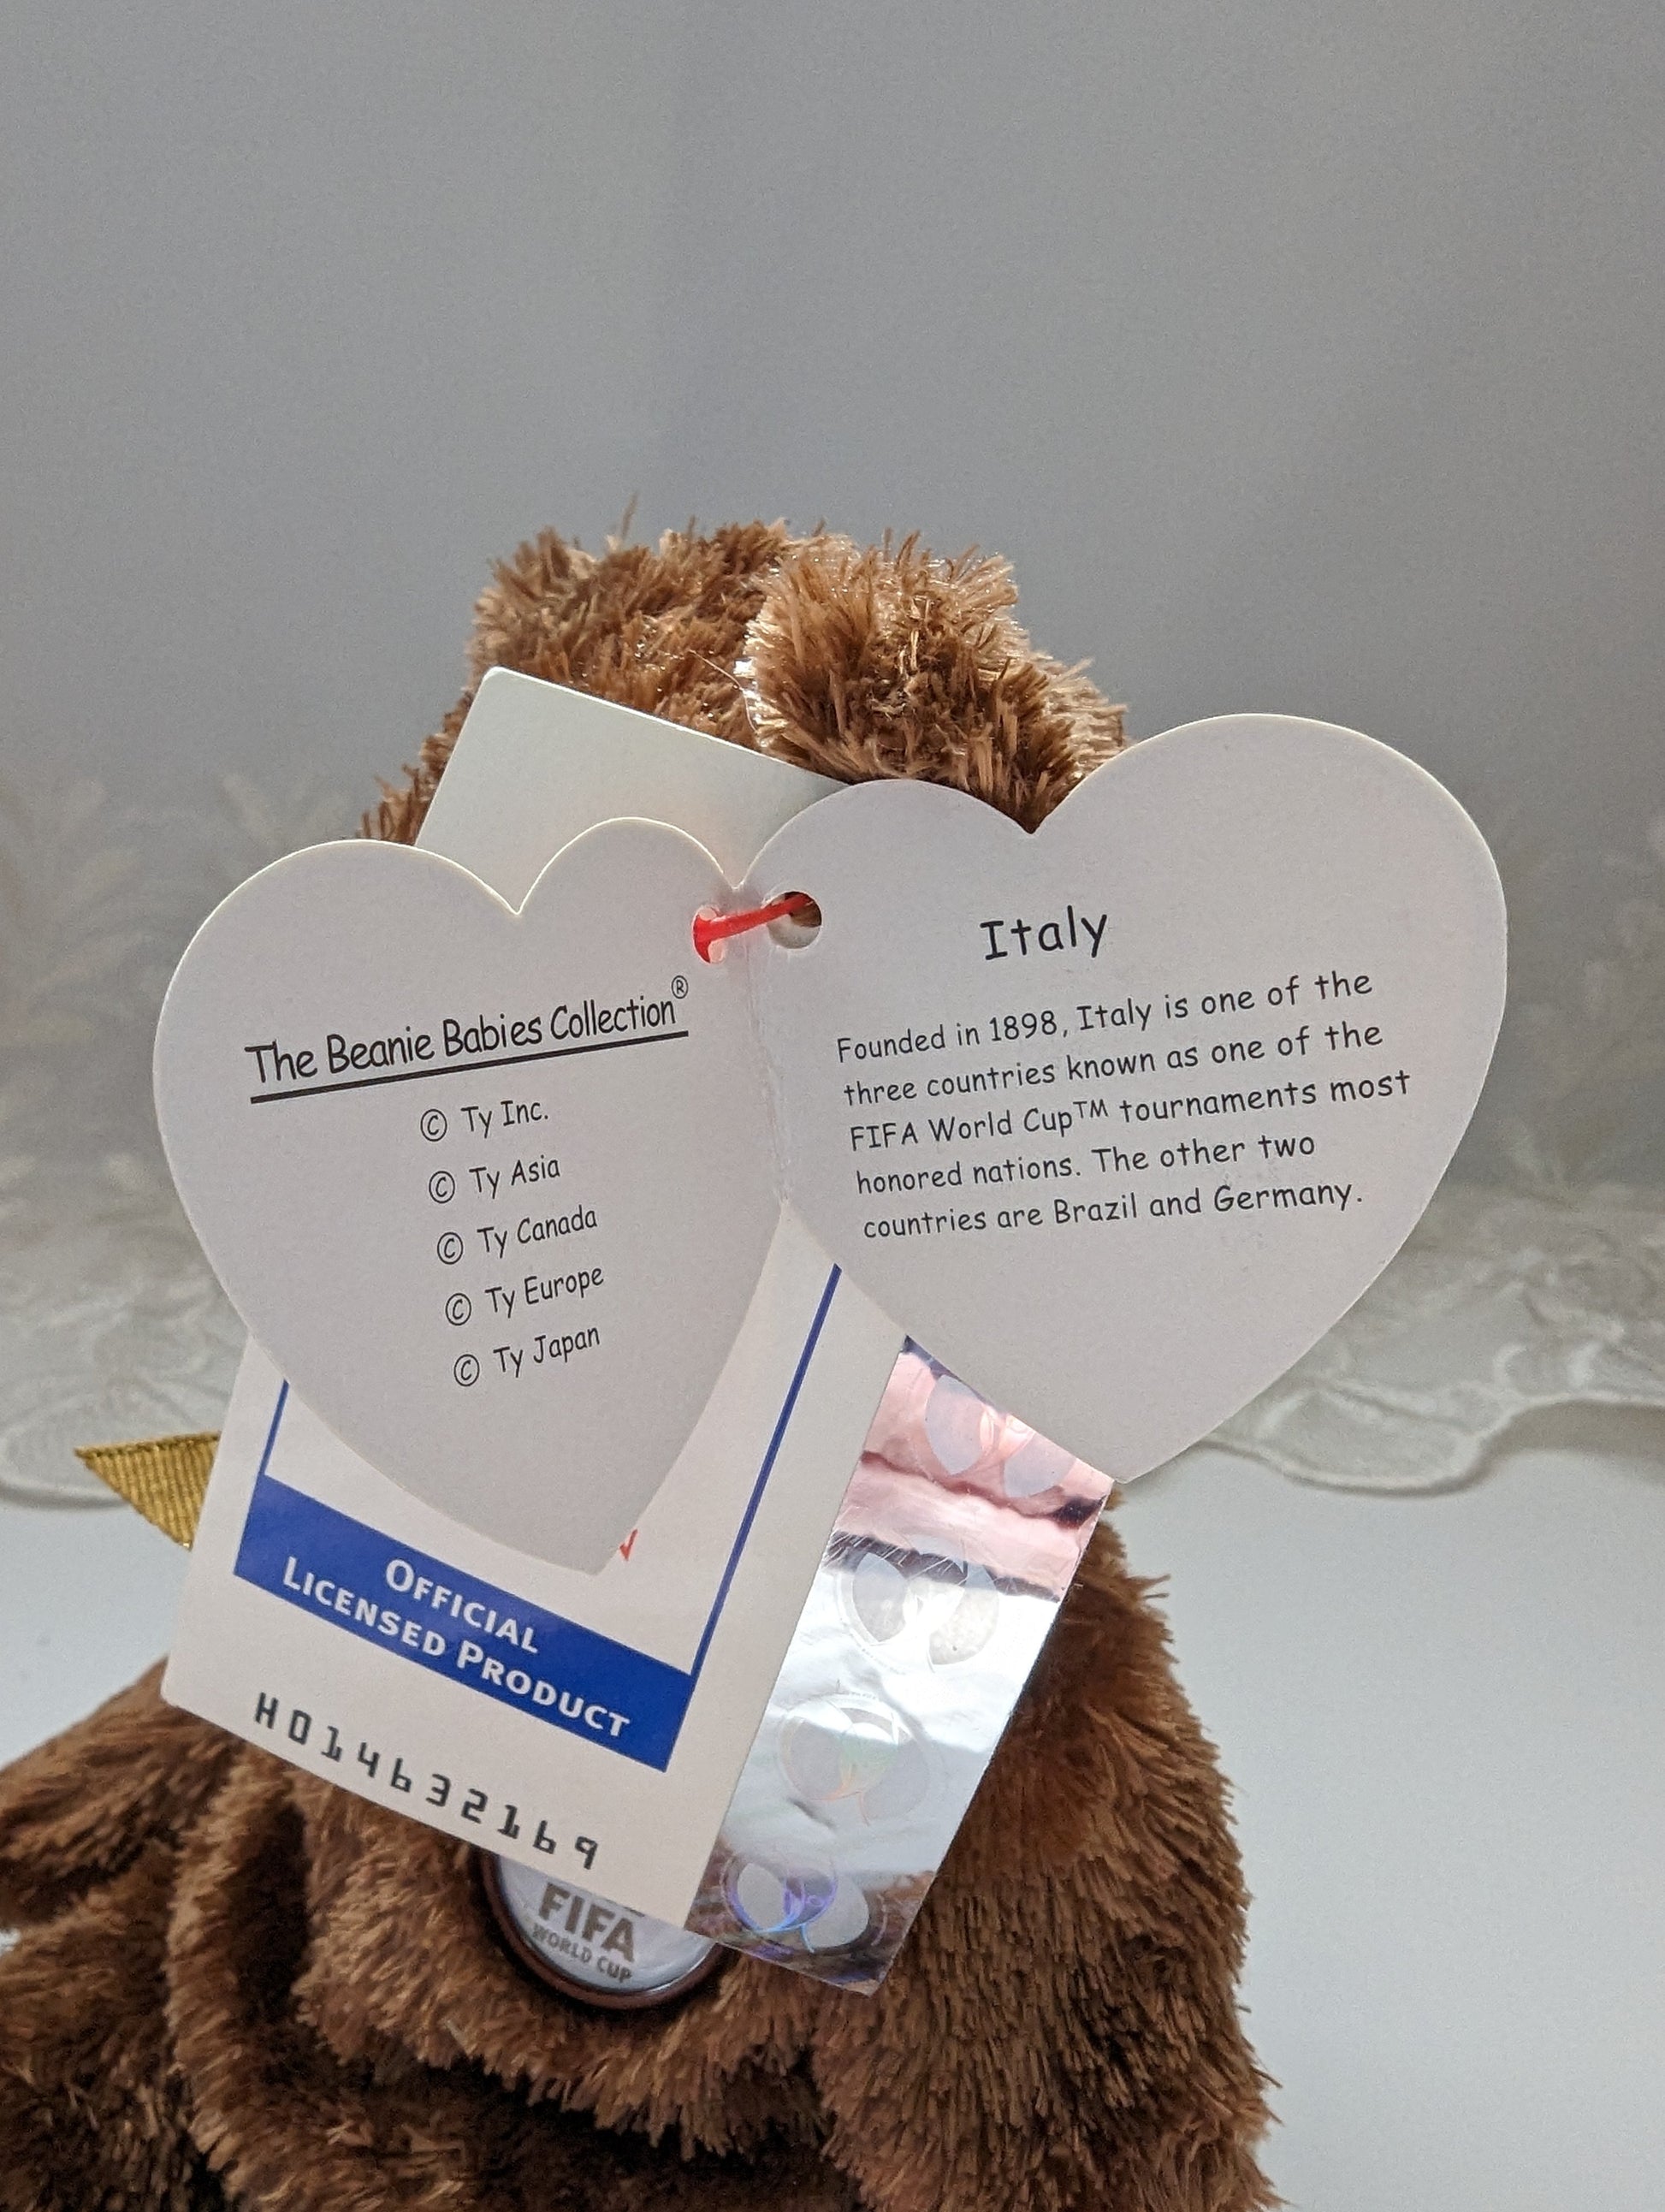 The Beanie Babies Collection®
© Ty Inc.
© Ty Asia
© Ty Canada
© Ty Europe
© Ty Japan
Italy
Founded in 1898, Italy is one of the
three countries known as one of the
FIFA World Cup™ tournaments most
honored nations. The other two
countries are Brazil and Germany.
OFFICIAL
LICENSED PRODUCT
H014632169
FIFA
WORLD CUP